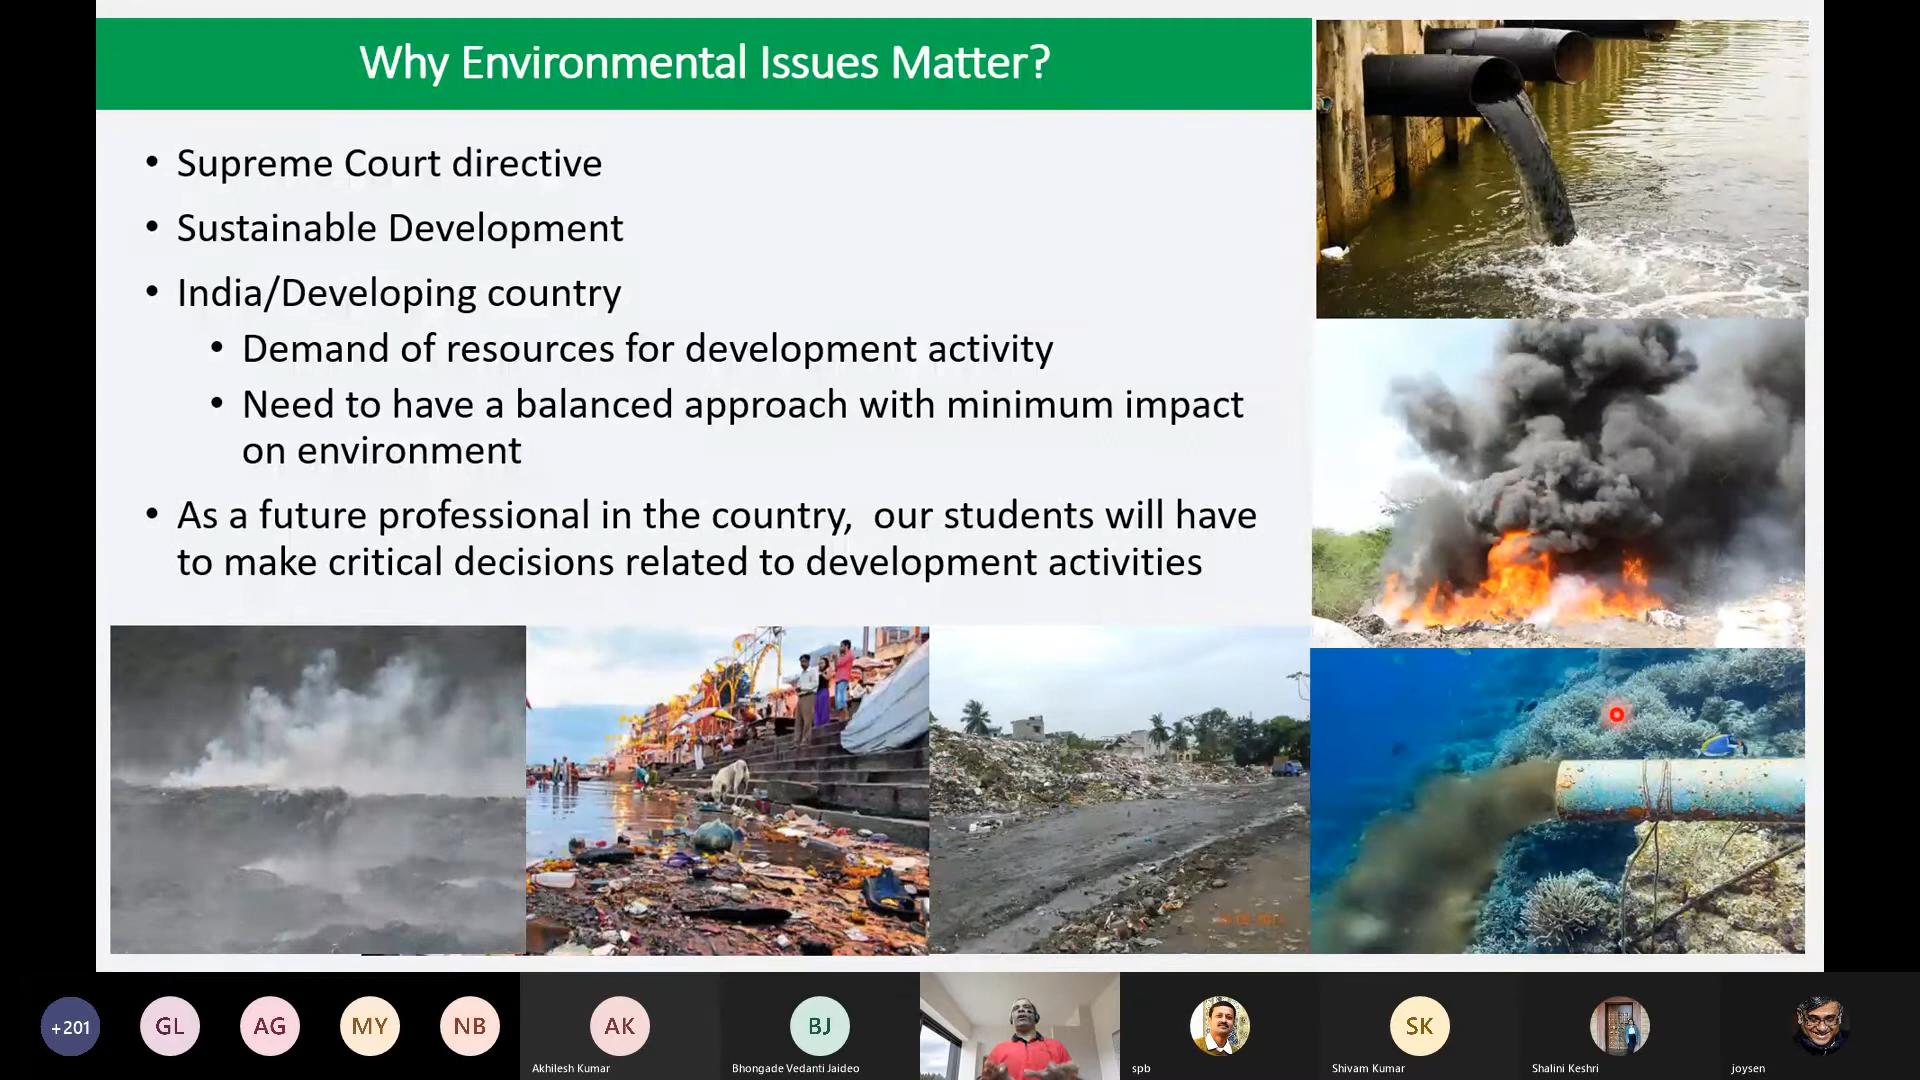 Why Environmental Issues Matter?
• Supreme Court directive
• Sustainable Development
• India/Developing country
• Demand of resources for development activity
• Need to have a balanced approach with minimum impact
on environment
• As a future professional in the country, our students will have
to make critical decisions related to development activities
+201
GL
AG
MY
NB
AK
Akhilesh Kumar
BJ
Bhongade Vedanti Jaideo
spb
SK
Shivam Kumar
Shalini Keshri
joysen